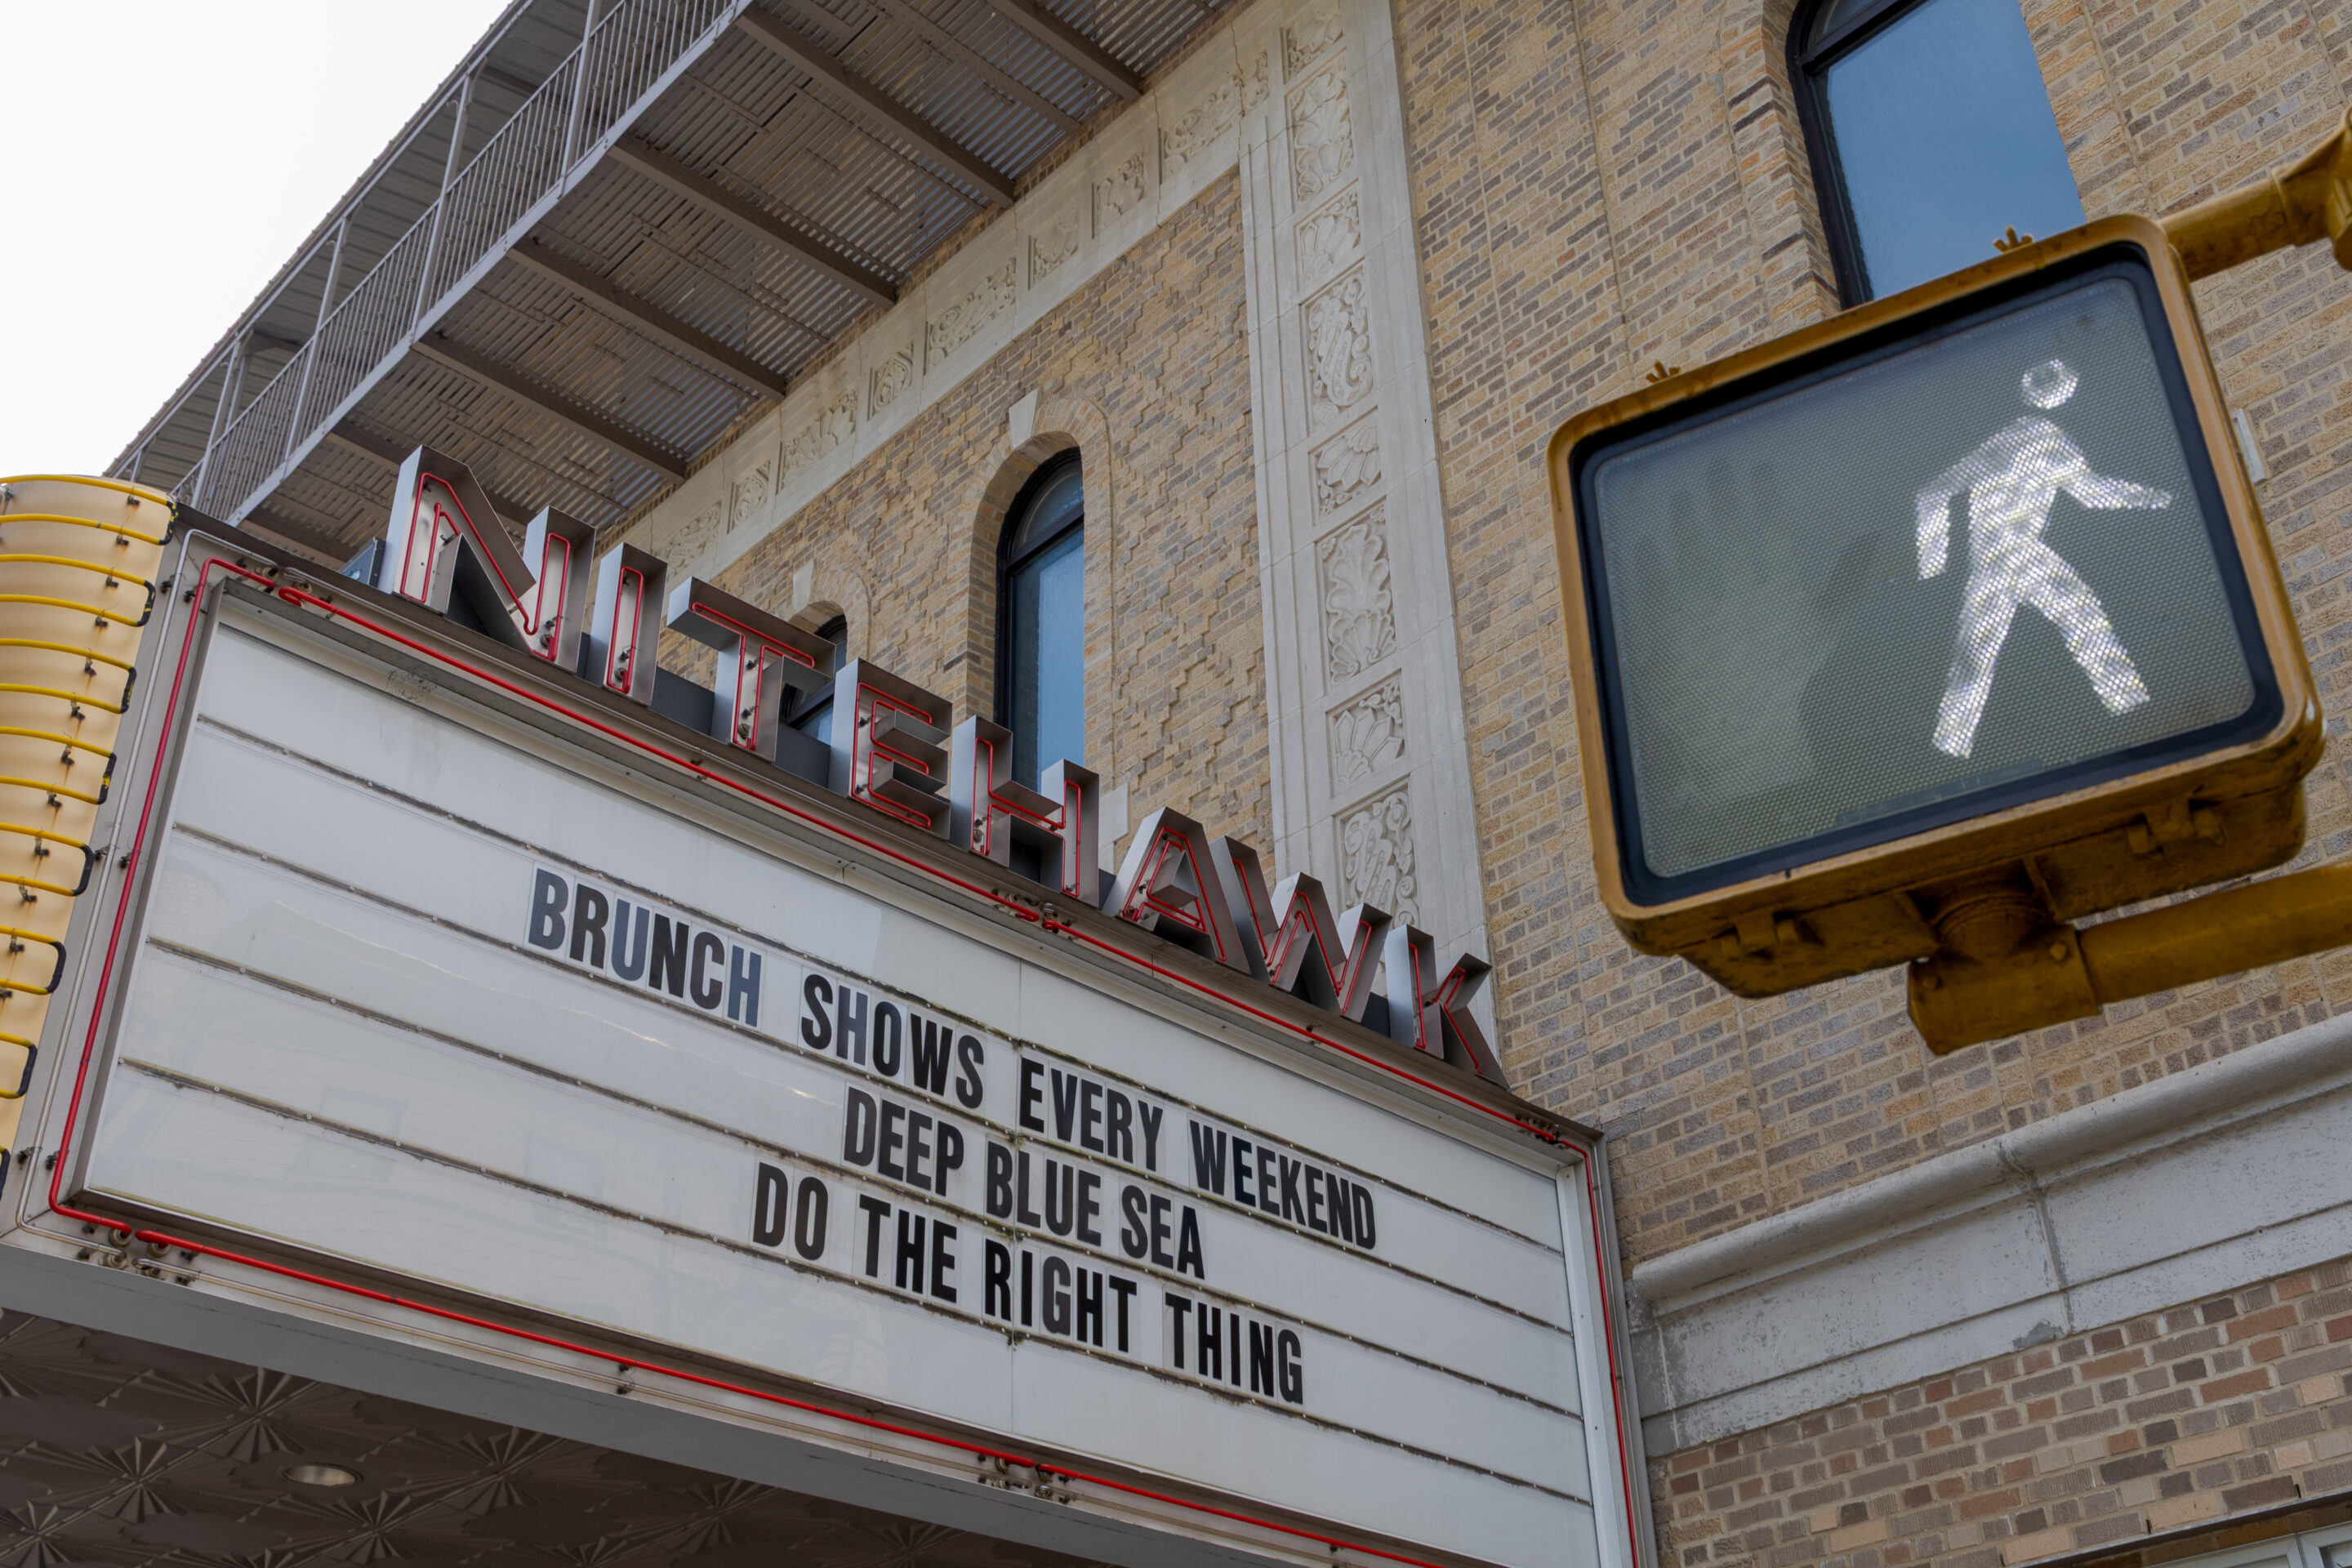 NITEHAWK
BRUNCH SHOWS EVERY WEEKEND
DEEP BLUE SEA
DO THE RIGHT THING